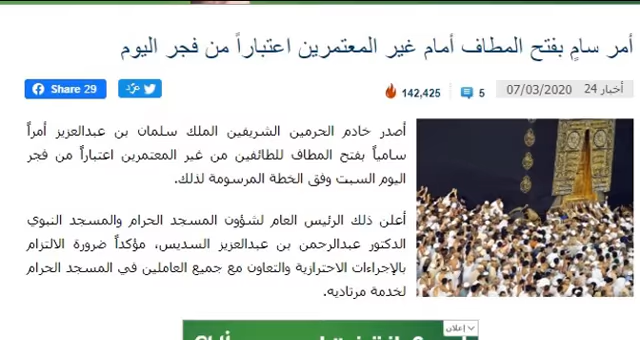 أمر سامٍ بفتح المطاف أمام غير المعتمرين اعتباراً من فجر اليوم
أخبار 24
07/03/2020
5
142,425
غرّد
Share 29
أصدر خادم الحرمين الشريفين الملك سلمان بن عبدالعزيز أمراً
سامياً بفتح المطاف للطائفين من غير المعتمرين اعتباراً من فجر
اليوم السبت وفق الخطة المرسومة لذلك.
أعلن ذلك الرئيس العام لشؤون المسجد الحرام والمسجد النبوي
الدكتور عبدالرحمن بن عبدالعزيز السديس، مؤكداً ضرورة الالتزام
بالإجراءات الاحترازية والتعاون مع جميع العاملين في المسجد الحرام
لخدمة مرتاديه.
إعلان